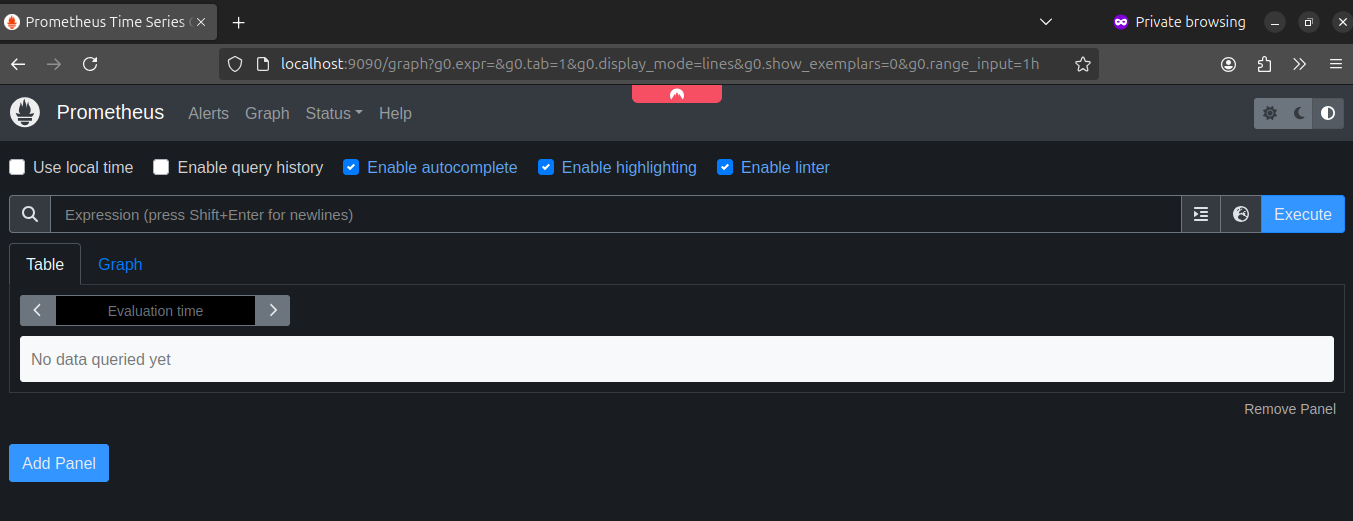 Prometheus Time Series
Private browsing
localhost:9090/graph?g0.expr=&g0.tab=1&g0.display_mode=lines&g0.show_exemplars=0&g0.range_input=1h
Prometheus Alerts Graph Status Help
Use local time Enable query history Enable autocomplete Enable highlighting Enable linter
Expression (press Shift+Enter for newlines) Execute
Table Graph
Evaluation time
No data queried yet
Remove Panel
Add Panel